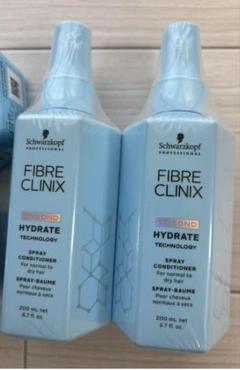 Schwarzkopf
PROFESSIONAL
FIBRE
CLINIX
HYDRATE
TECHNOLOGY
SPRAY
CONDITIONER
For normal to
dry hair
SPRAY-BAUME
Pour cheveux
normaux à secs
200 mL net
6.7 fl. oz.
Schwarzkopf
PROFESSIONAL
FIBRE
CLINIX
HYDRATE
TECHNOLOGY
SPRAY
CONDITIONER
For normal to
dry hair
SPRAY-BAUME
Pour cheveux
normaux à secs
200 mL net
6.7 fl. oz.